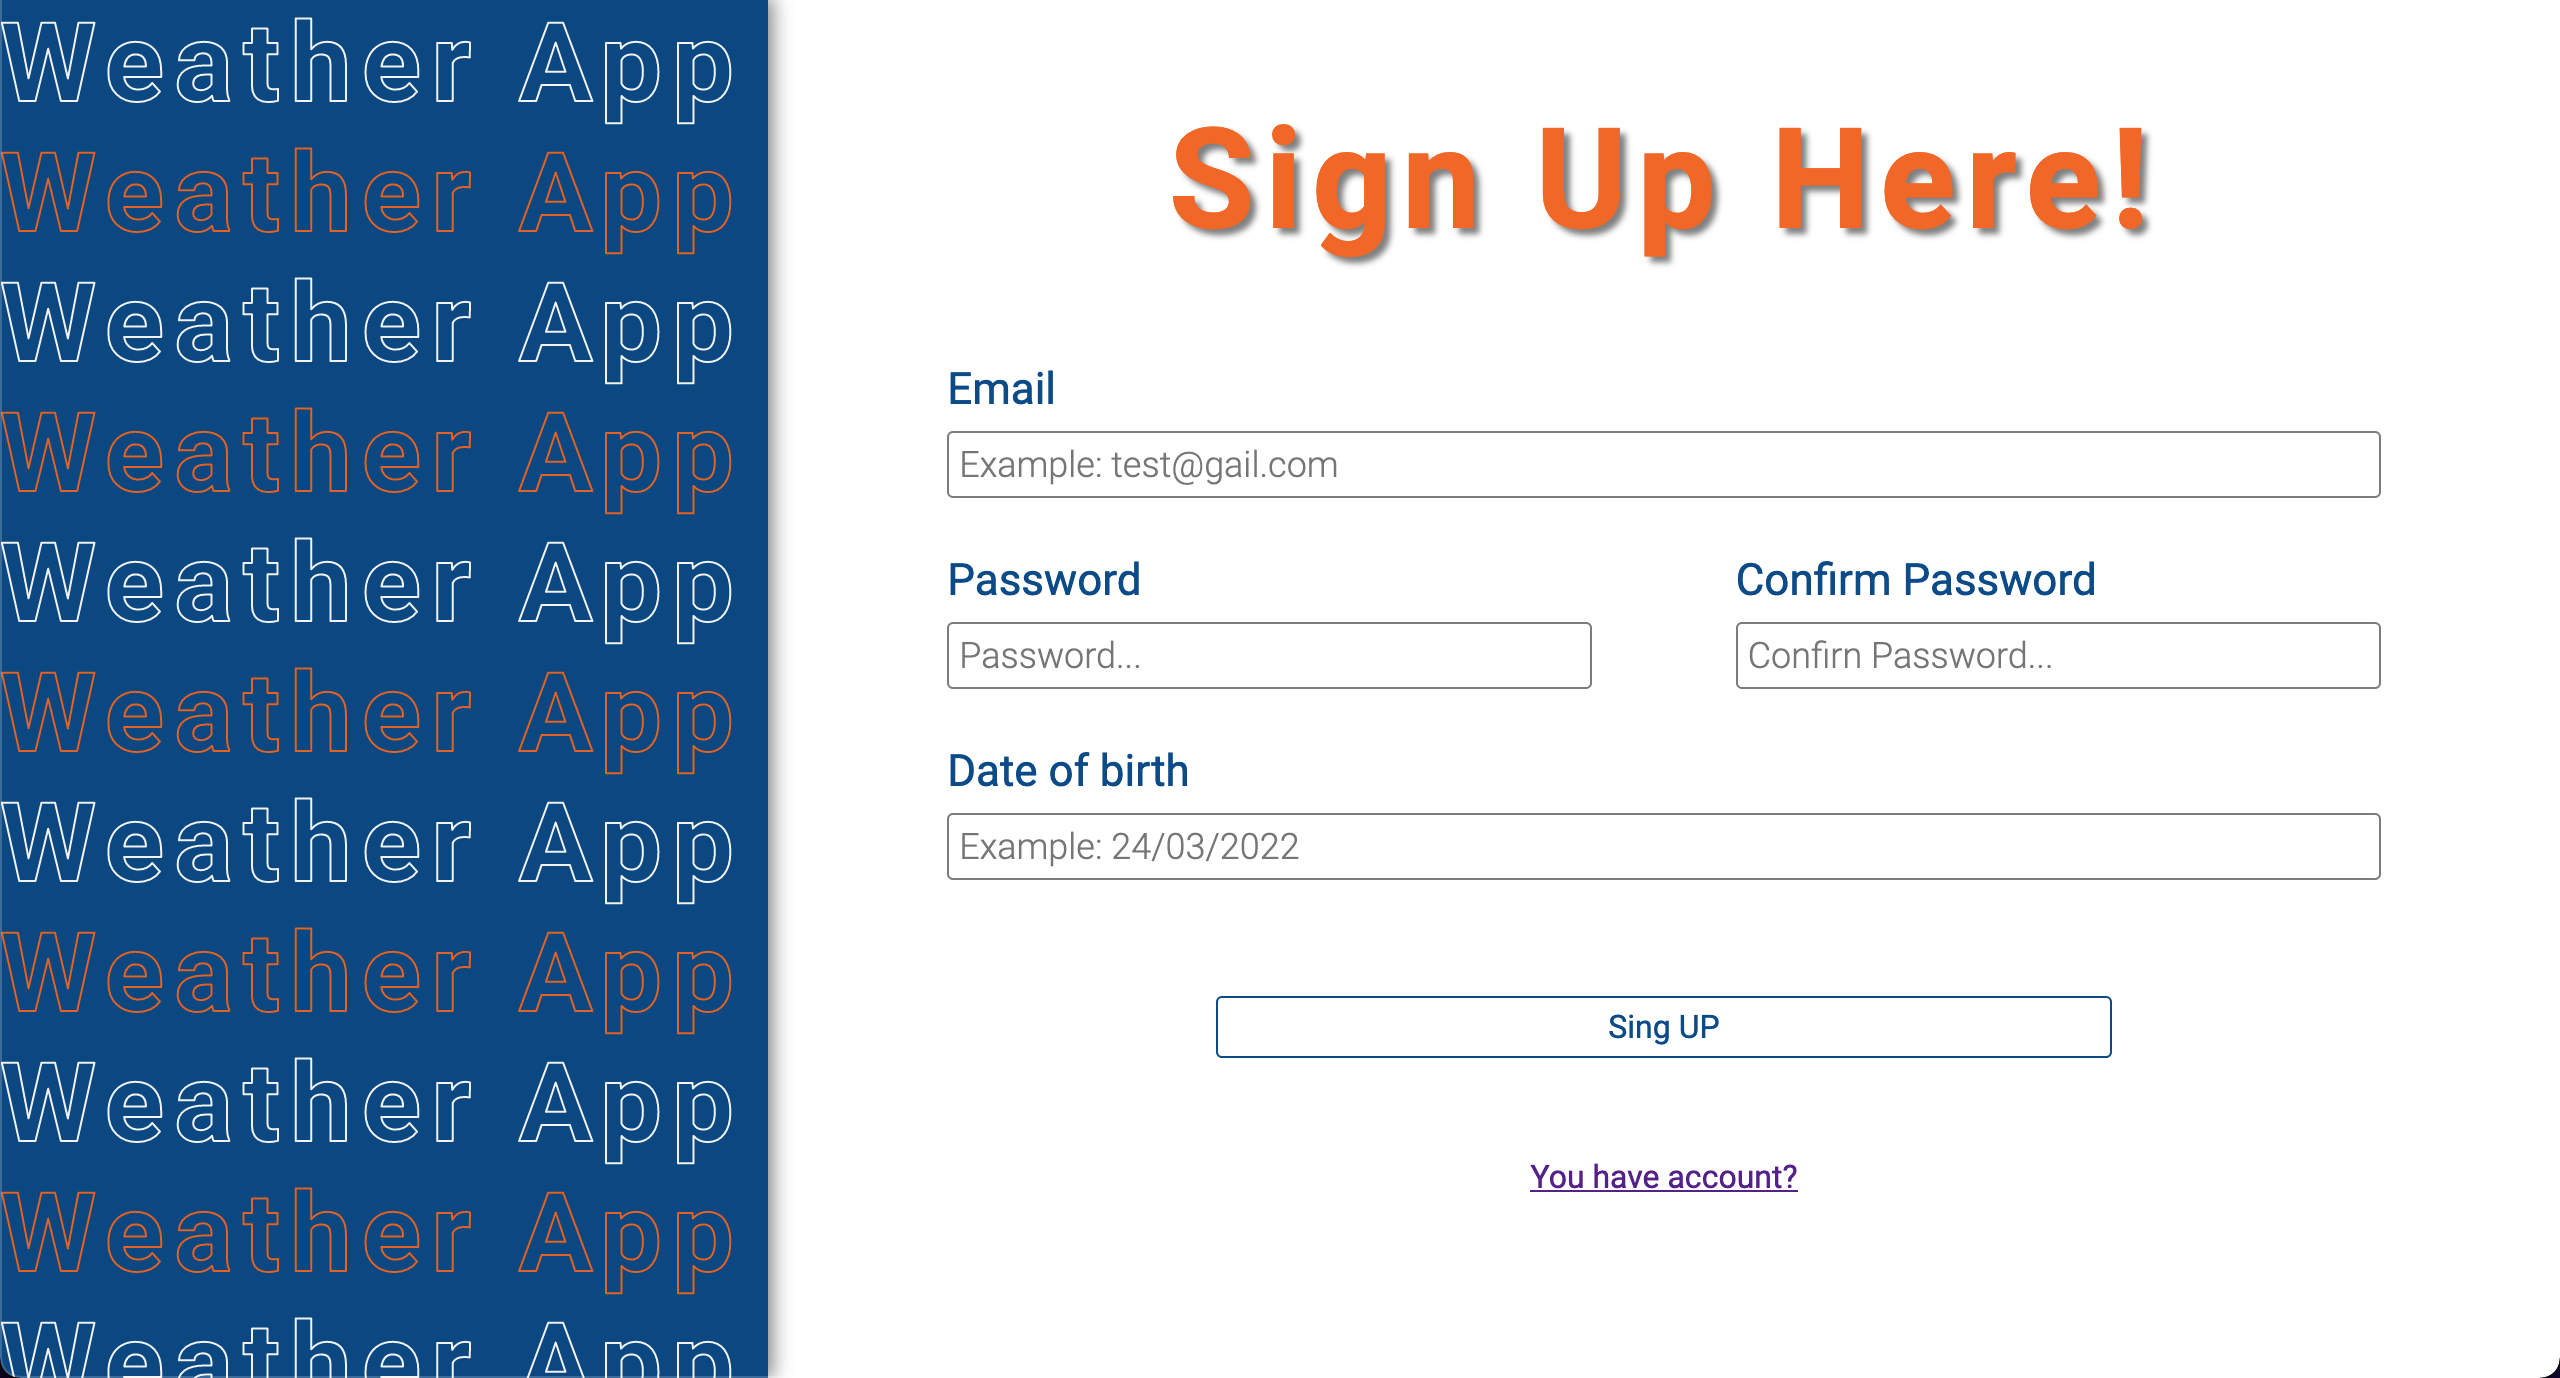 Weather App
Weather App
Weather App
Weather App
Weather App
Weather App
Weather App
Weather App
Weather App
Weather App
Weather App
Sign Up Here!
Email
Example: test@gail.com
Password
Confirm Password
Password...
Confirn Password...
Date of birth
Example: 24/03/2022
Sing UP
You have account?